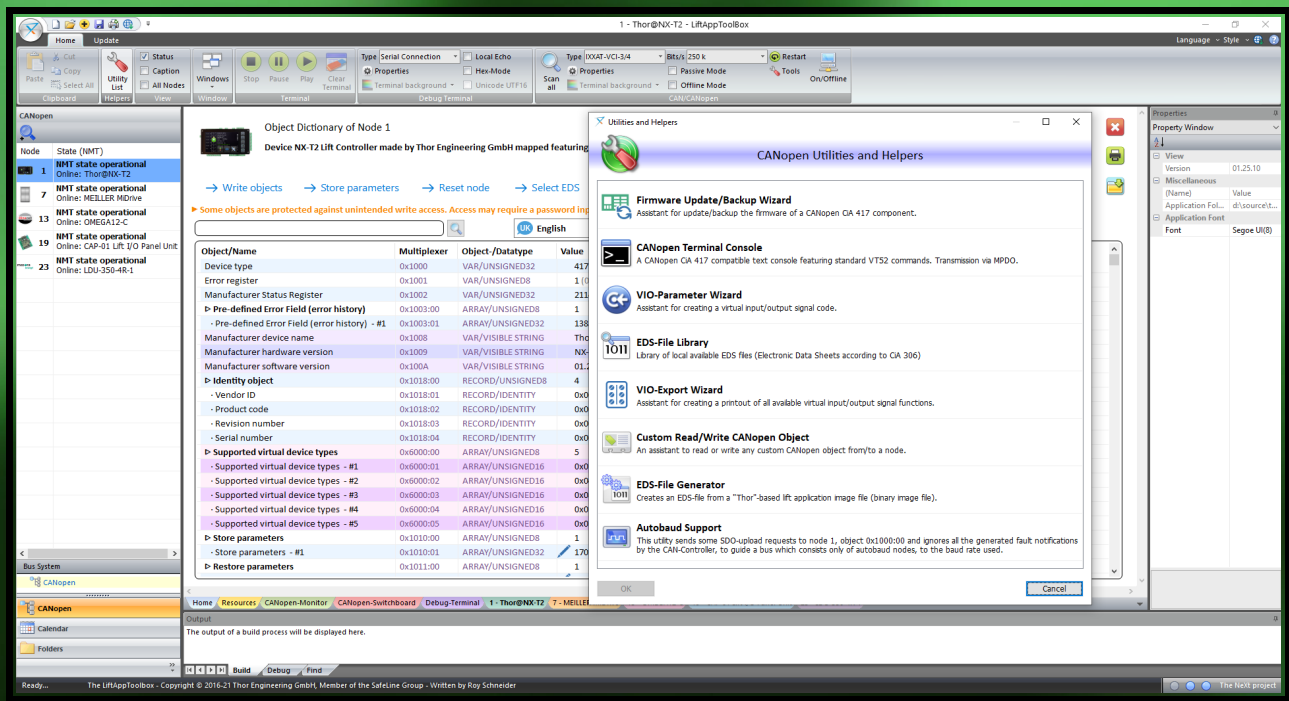 1 - Thor@NX-T2 - LiftAppToolBox
Home Update
Language Style
Paste
Cut
Copy
Select All
Clipboard
Utility List
Helpers
Status
Caption
All Nodes
View
Windows
Window
Stop Pause Play Clear Terminal
Terminal
Type Serial Connection
Properties
Terminal background
Local Echo
Hex-Mode
Unicode UTF16
Debug Terminal
Scan all
Type IXXAT-VCI-3/4
Properties
Terminal background
Bits/s 250 k
Passive Mode
Offline Mode
Restart
Tools
On/Offline
CAN/CANopen
CANopen
Node State (NMT)
1 NMT state operational
Online: Thor@NX-T2
7 NMT state operational
Online: MEILLER MiDrive
13 NMT state operational
Online: OMEGA12-C
19 NMT state operational
Online: CAP-01 Lift I/O Panel Unit
23 NMT state operational
Online: LDU-350-4R-1
Bus System
CANopen
CANopen
Calendar
Folders
Object Dictionary of Node 1
Device NX-T2 Lift Controller made by Thor Engineering GmbH mapped featuring
→ Write objects → Store parameters → Reset node → Select EDS
Some objects are protected against unintended write access. Access may require a password inp
UK English
Object/Name Multiplexer Object-/Datatype Value
Device type 0x1000 VAR/UNSIGNED32 417
Error register 0x1001 VAR/UNSIGNED8 1 (0
Manufacturer Status Register 0x1002 VAR/UNSIGNED32 211
Pre-defined Error Field (error history) 0x1003:00 ARRAY/UNSIGNED8 1
· Pre-defined Error Field (error history) - #1 0x1003:01 ARRAY/UNSIGNED32 138
Manufacturer device name 0x1008 VAR/VISIBLE STRING Tho
Manufacturer hardware version 0x1009 VAR/VISIBLE STRING NX-
Manufacturer software version 0x100A VAR/VISIBLE STRING 01.2
Identity object 0x1018:00 RECORD/UNSIGNED8 4
· Vendor ID 0x1018:01 RECORD/IDENTITY 0x0
· Product code 0x1018:02 RECORD/IDENTITY 0x0
· Revision number 0x1018:03 RECORD/IDENTITY 0x0
· Serial number 0x1018:04 RECORD/IDENTITY 0x0
Supported virtual device types 0x6000:00 ARRAY/UNSIGNED8 5
· Supported virtual device types - #1 0x6000:01 ARRAY/UNSIGNED16 0x0
· Supported virtual device types - #2 0x6000:02 ARRAY/UNSIGNED16 0x0
· Supported virtual device types - #3 0x6000:03 ARRAY/UNSIGNED16 0x0
· Supported virtual device types - #4 0x6000:04 ARRAY/UNSIGNED16 0x0
· Supported virtual device types - #5 0x6000:05 ARRAY/UNSIGNED16 0x0
Store parameters 0x1010:00 ARRAY/UNSIGNED8 1
· Store parameters - #1 0x1010:01 ARRAY/UNSIGNED32 170
Restore parameters 0x1011:00 ARRAY/UNSIGNED8 1
Home Resources CANopen-Monitor CANopen-Switchboard Debug-Terminal 1 - Thor@NX-T2 7 - MEILLE
Utilities and Helpers
CANopen Utilities and Helpers
Firmware Update/Backup Wizard
Assistant for update/backup the firmware of a CANopen CiA 417 component.
CANopen Terminal Console
A CANopen CiA 417 compatible text console featuring standard VT52 commands. Transmission via MPDO.
VIO-Parameter Wizard
Assistant for creating a virtual input/output signal code.
EDS-File Library
Library of local available EDS files (Electronic Data Sheets according to CiA 306)
1011
VIO-Export Wizard
Assistant for creating a printout of all available virtual input/output signal functions.
Custom Read/Write CANopen Object
An assistant to read or write any custom CANopen object from/to a node.
EDS-File Generator
Creates an EDS-file from a "Thor"-based lift application image file (binary image file).
1011
Autobaud Support
This utility sends some SDO-upload requests to node 1, object 0x1000:00 and ignores all the generated fault notifications
by the CAN-Controller, to guide a bus which consists only of autobaud nodes, to the baud rate used.
OK Cancel
Properties
Property Window
View
Version 01.25.10
Miscellaneous
(Name) Value
Application Fol... d:\source\t...
Application Font
Font Segoe UI(8)
Output
The output of a build process will be displayed here.
Build Debug Find
Ready... The LiftAppToolbox - Copyright © 2016-21 Thor Engineering GmbH, Member of the SafeLine Group - Written by Roy Schneider
The NeXt project